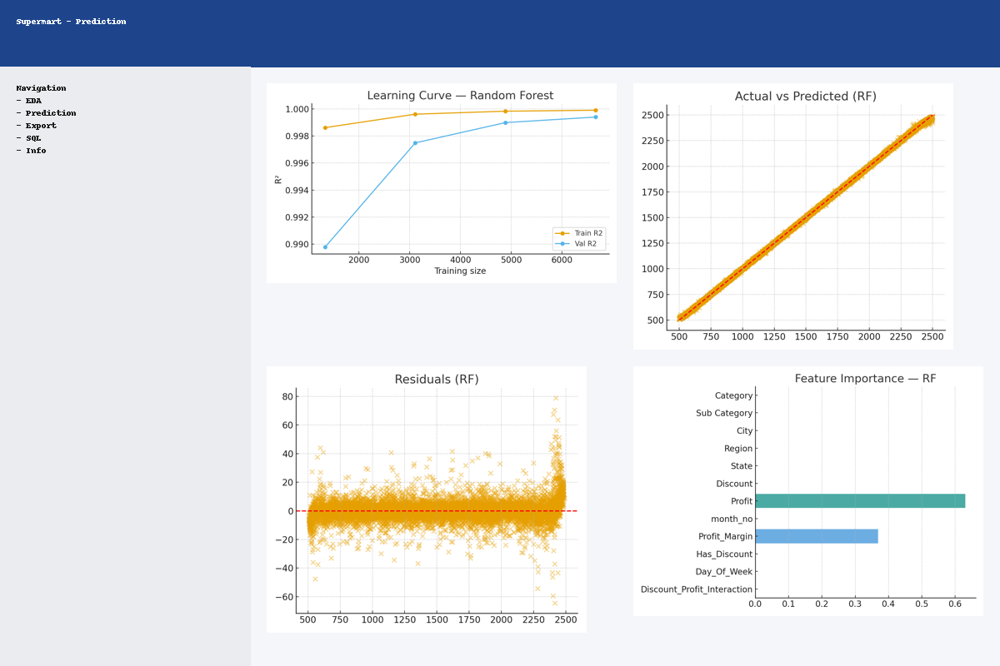 Supermart - Prediction
Navigation
- EDA
- Prediction
- Export
- SQL
- Info
Learning Curve — Random Forest
1.000
0.998
0.996
0.994
0.992
0.990
R²
2000 3000 4000 5000 6000
Training size
Train R2
Val R2
Actual vs Predicted (RF)
2500
2250
2000
1750
1500
1250
1000
750
500
500 750 1000 1250 1500 1750 2000 2250 2500
Residuals (RF)
80
60
40
20
0
−20
−40
−60
500 750 1000 1250 1500 1750 2000 2250 2500
Feature Importance — RF
Category
Sub Category
City
Region
State
Discount
Profit
month_no
Profit_Margin
Has_Discount
Day_Of_Week
Discount_Profit_Interaction
0.0 0.1 0.2 0.3 0.4 0.5 0.6